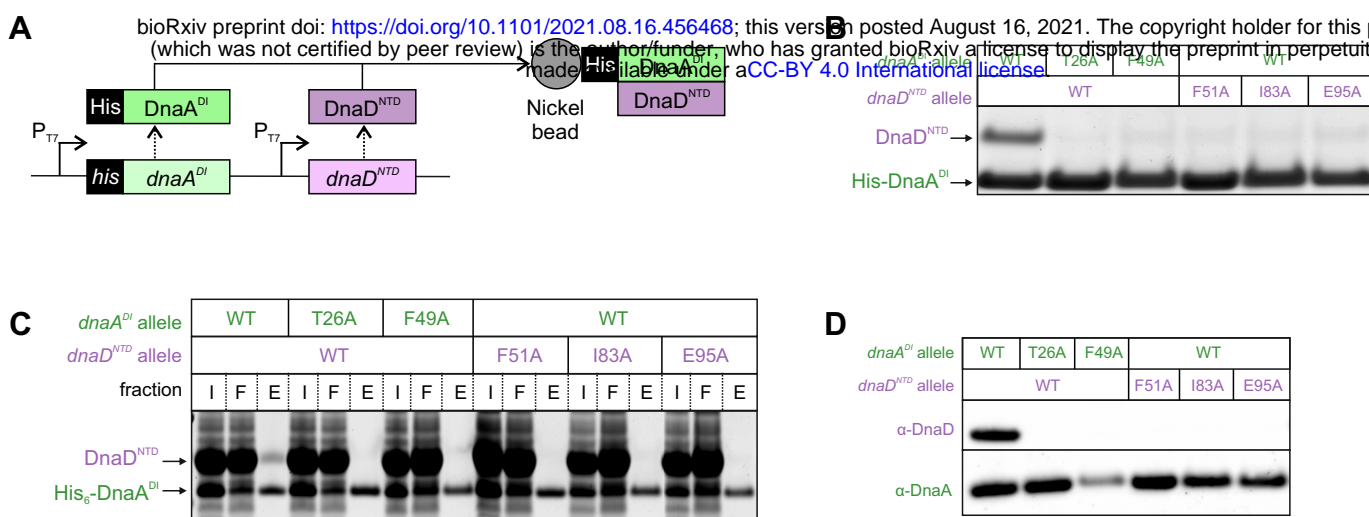 bioRxiv preprint doi: https://doi.org/10.1101/2021.08.16.456468; this version posted August 16, 2021. The copyright holder for this
(which was not certified by peer review) is the author/funder, who has granted bioRxiv a license to display the preprint in
made available under aCC-BY 4.0 International license.
A
His DnaA^DI
DnaD^NTD
His DnaA^DI
DnaD^NTD
Nickel
bead
P_T7
P_T7
his dnaA^DI
dnaD^NTD
B
dnaA^DI allele WT T26A F49A WT
dnaD^NTD allele WT F51A I83A E95A
DnaD^NTD
His-DnaA^DI
C
dnaA^DI allele WT T26A F49A WT
dnaD^NTD allele WT F51A I83A E95A
fraction I F E I F E I F E I F E I F E I F E
DnaD^NTD
His₆-DnaA^DI
D
dnaA^DI allele WT T26A F49A WT
dnaD^NTD allele WT F51A I83A E95A
α-DnaD
α-DnaA